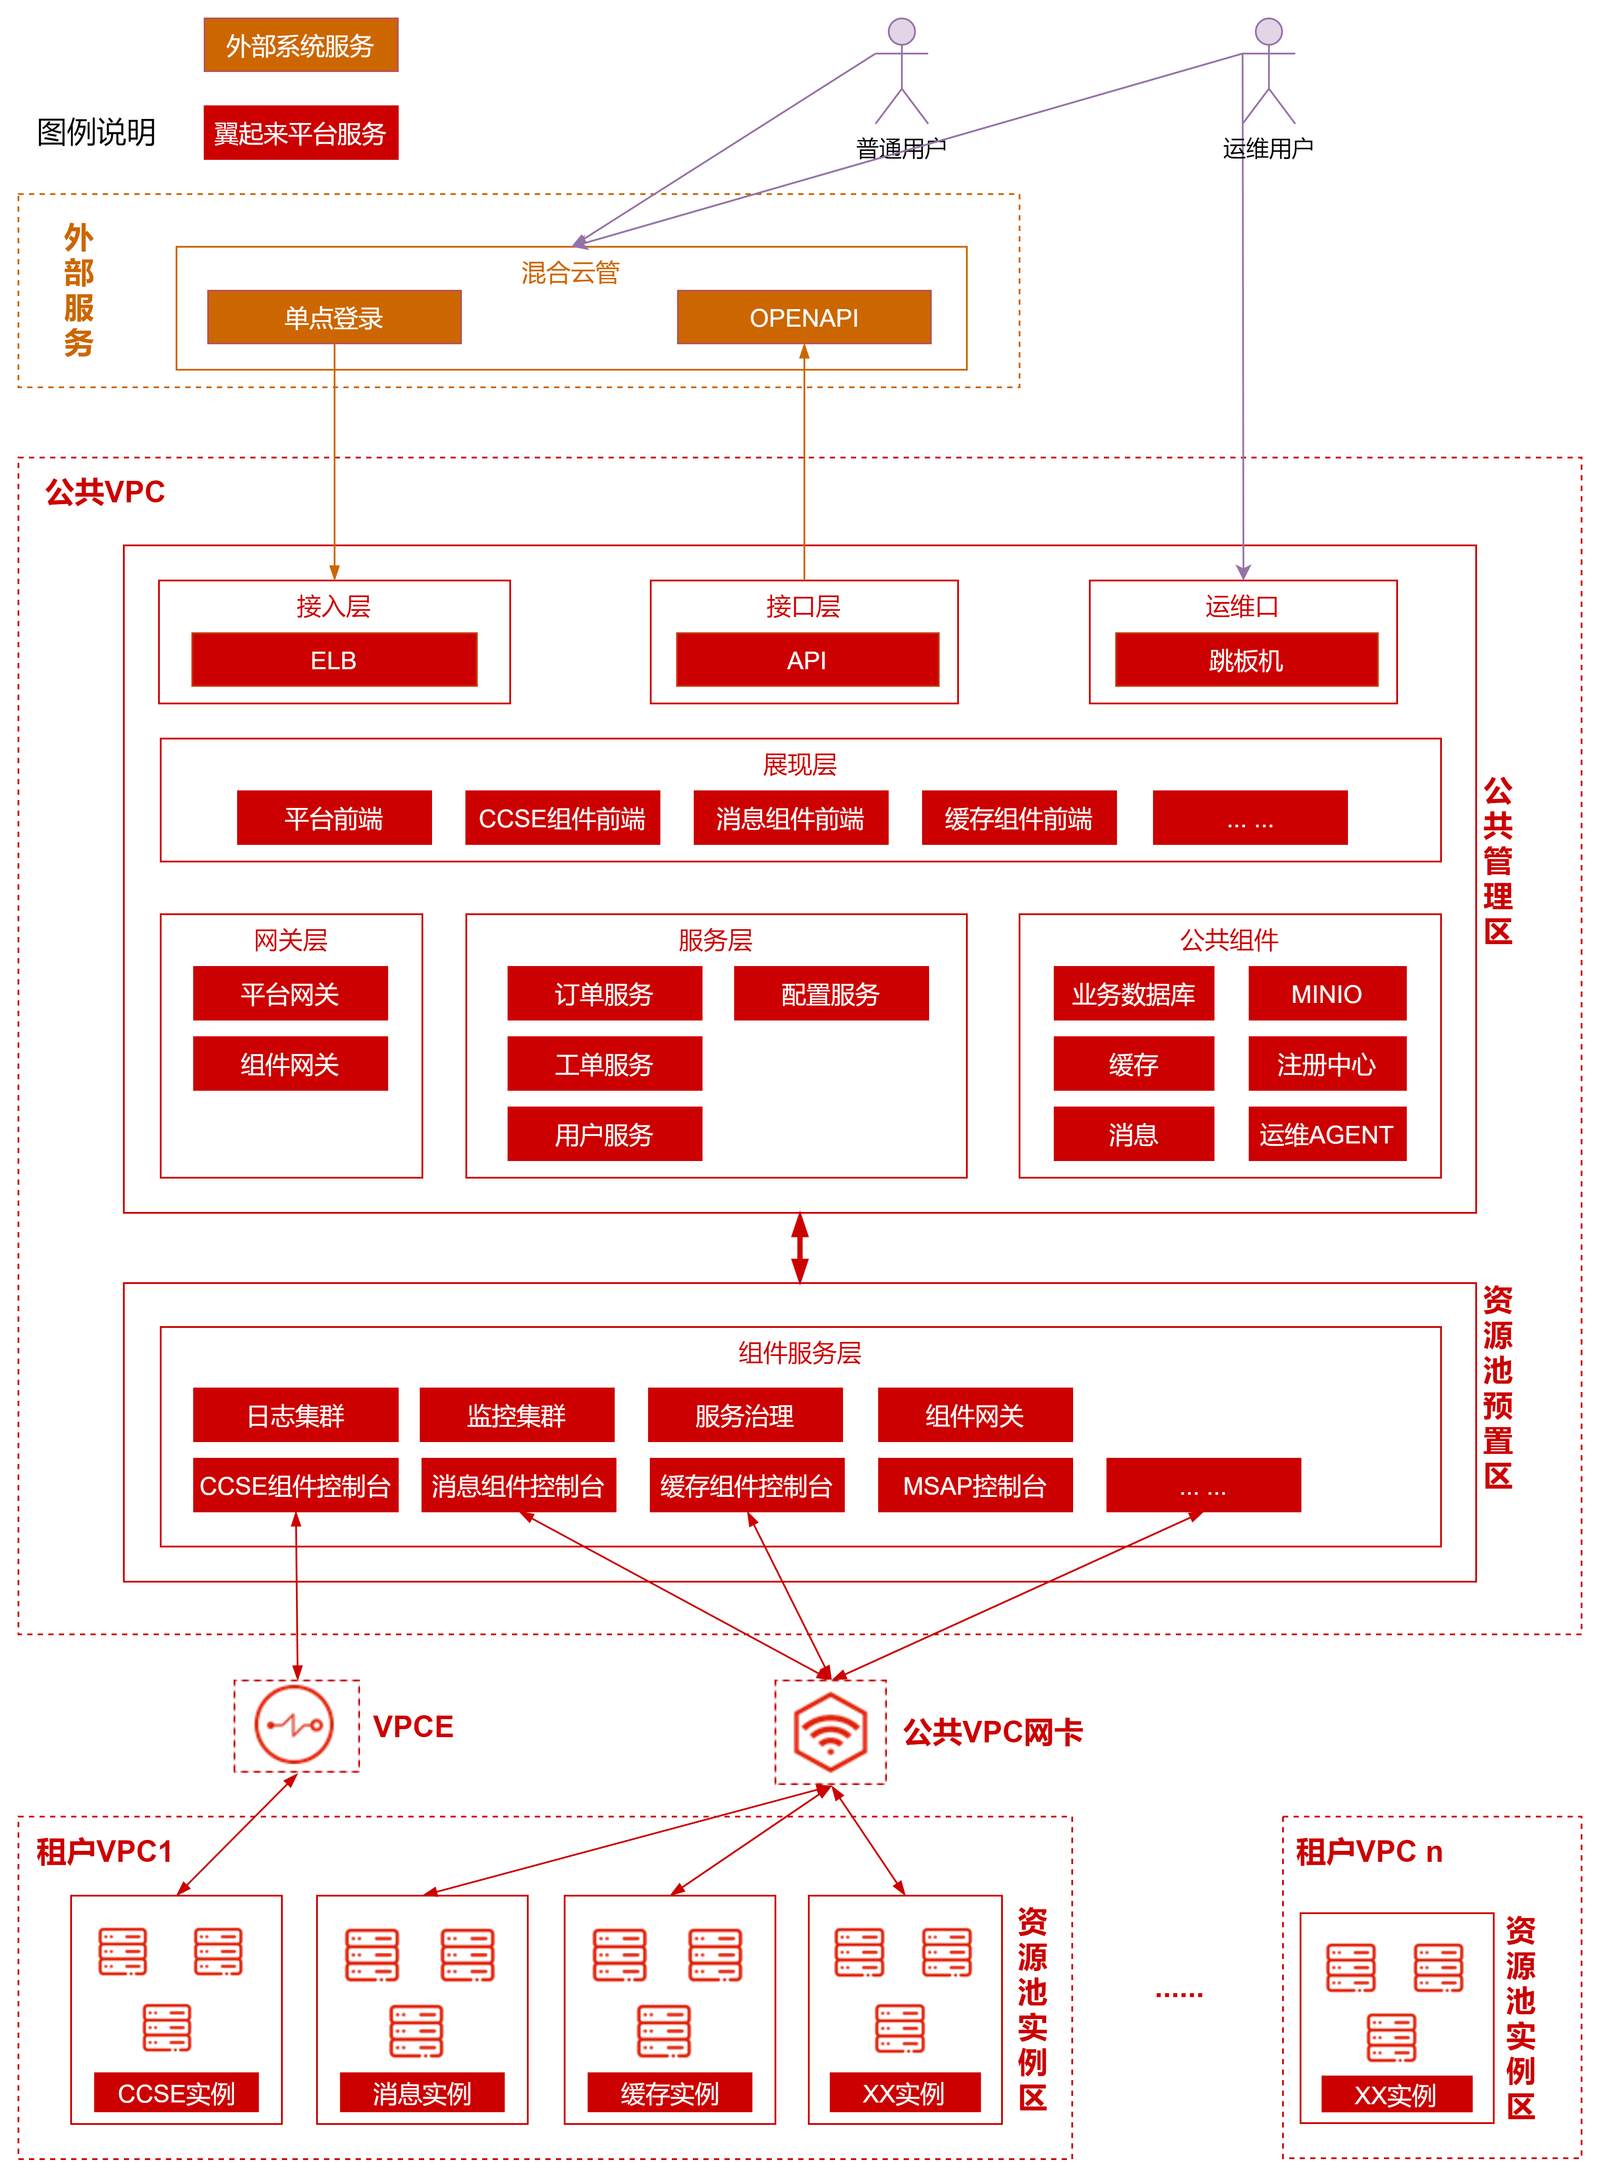 外部系统服务
图例说明
翼起来平台服务
普通用户
运维用户
外部服务
混合云管
单点登录
OPENAPI
公共VPC
接入层
ELB
接口层
API
运维口
跳板机
展现层
平台前端
CCSE组件前端
消息组件前端
缓存组件前端
... ...
公共管理区
网关层
平台网关
组件网关
服务层
订单服务
配置服务
工单服务
用户服务
公共组件
业务数据库
MINIO
缓存
注册中心
消息
运维AGENT
资源池预置区
组件服务层
日志集群
监控集群
服务治理
组件网关
CCSE组件控制台
消息组件控制台
缓存组件控制台
MSAP控制台
... ...
VPCE
公共VPC网卡
租户VPC1
CCSE实例
消息实例
缓存实例
XX实例
资源池实例区
......
租户VPC n
XX实例
资源池实例区